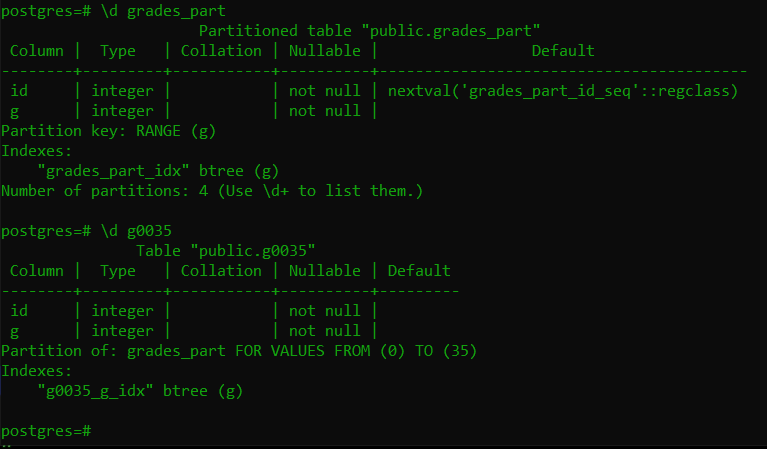 postgres=# \d grades_part
                         Partitioned table "public.grades_part"
 Column |  Type   | Collation | Nullable |                 Default
--------+---------+-----------+----------+-----------------------------------------
 id     | integer |           | not null | nextval('grades_part_id_seq'::regclass)
 g      | integer |           | not null |
Partition key: RANGE (g)
Indexes:
    "grades_part_idx" btree (g)
Number of partitions: 4 (Use \d+ to list them.)

postgres=# \d g0035
               Table "public.g0035"
 Column |  Type   | Collation | Nullable | Default
--------+---------+-----------+----------+---------
 id     | integer |           | not null |
 g      | integer |           | not null |
Partition of: grades_part FOR VALUES FROM (0) TO (35)
Indexes:
    "g0035_g_idx" btree (g)

postgres=#